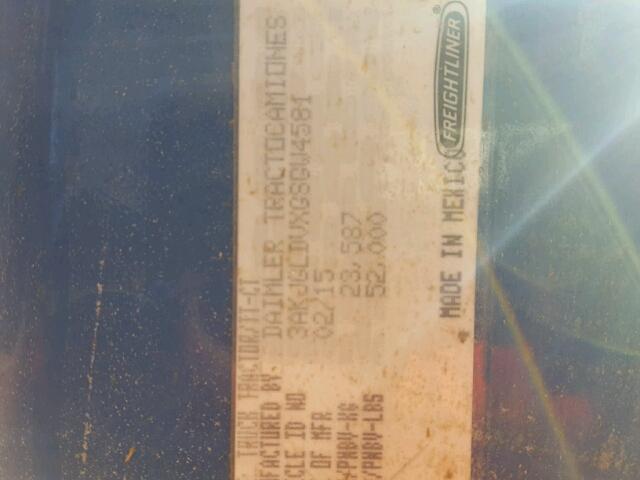 TRUCK TRACTOR/TT-CT
FACTURED BY DAIMLER TRACTOCAMIONES
CLE ID NO 3AKJGLDVXGSGW4581
OF MFR 02/15
/PNBV-KG 23,587
/PNBV-LBS 52,000
MADE IN MEXICO
FREIGHTLINER®